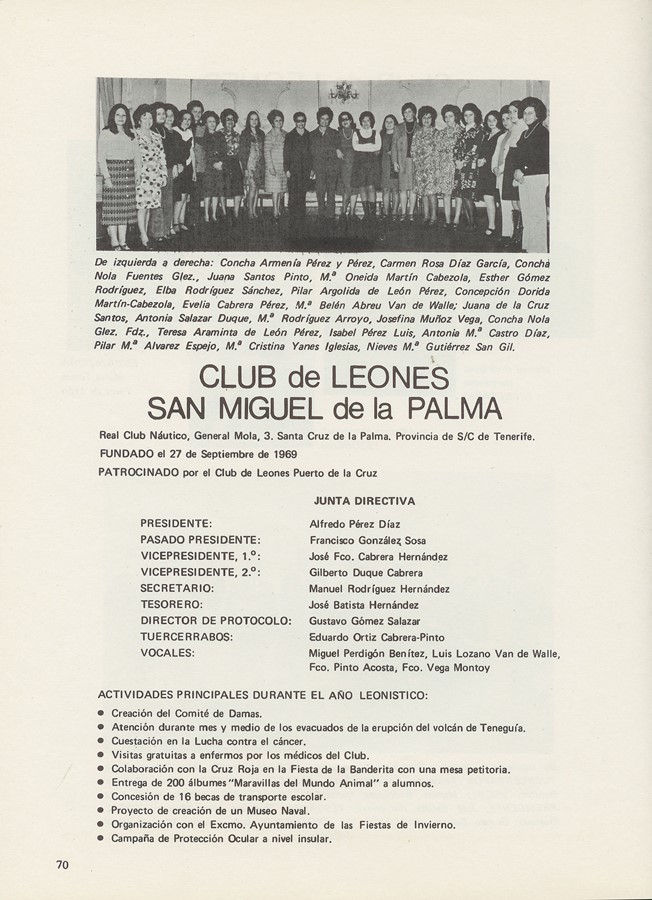 De izquierda a derecha: Concha Armenía Pérez y Pérez, Carmen Rosa Díaz García, Concha
Nola Fuentes Glez., Juana Santos Pinto, M.ª Oneida Martín Cabezola, Esther Gómez
Rodríguez, Elba Rodríguez Sánchez, Pilar Argolida de León Pérez, Concepción Dorida
Martín-Cabezola, Evelia Cabrera Pérez, M.ª Belén Abreu Van de Walle; Juana de la Cruz
Santos, Antonia Salazar Duque, M.ª Rodríguez Arroyo, Josefina Muñoz Vega, Concha Nola
Glez. Fdz., Teresa Araminta de León Pérez, Isabel Pérez Luis, Antonia M.ª Castro Díaz,
Pilar M.ª Alvarez Espejo, M.ª Cristina Yanes Iglesias, Nieves M.ª Gutiérrez San Gil.
CLUB de LEONES
SAN MIGUEL de la PALMA
Real Club Náutico, General Mola, 3. Santa Cruz de la Palma. Provincia de S/C de Tenerife.
FUNDADO el 27 de Septiembre de 1969
PATROCINADO por el Club de Leones Puerto de la Cruz
JUNTA DIRECTIVA
PRESIDENTE: Alfredo Pérez Díaz
PASADO PRESIDENTE: Francisco González Sosa
VICEPRESIDENTE, 1.º: José Fco. Cabrera Hernández
VICEPRESIDENTE, 2.º: Gilberto Duque Cabrera
SECRETARIO: Manuel Rodríguez Hernández
TESORERO: José Batista Hernández
DIRECTOR DE PROTOCOLO: Gustavo Gómez Salazar
TUERCERRABOS: Eduardo Ortiz Cabrera-Pinto
VOCALES: Miguel Perdigón Benítez, Luis Lozano Van de Walle,
Fco. Pinto Acosta, Fco. Vega Montoy
ACTIVIDADES PRINCIPALES DURANTE EL AÑO LEONISTICO:
● Creación del Comité de Damas.
● Atención durante mes y medio de los evacuados de la erupción del volcán de Teneguía.
● Cuestación en la Lucha contra el cáncer.
● Visitas gratuitas a enfermos por los médicos del Club.
● Colaboración con la Cruz Roja en la Fiesta de la Banderita con una mesa petitoria.
● Entrega de 200 álbumes "Maravillas del Mundo Animal" a alumnos.
● Concesión de 16 becas de transporte escolar.
● Proyecto de creación de un Museo Naval.
● Organización con el Excmo. Ayuntamiento de las Fiestas de Invierno.
● Campaña de Protección Ocular a nivel insular.
70